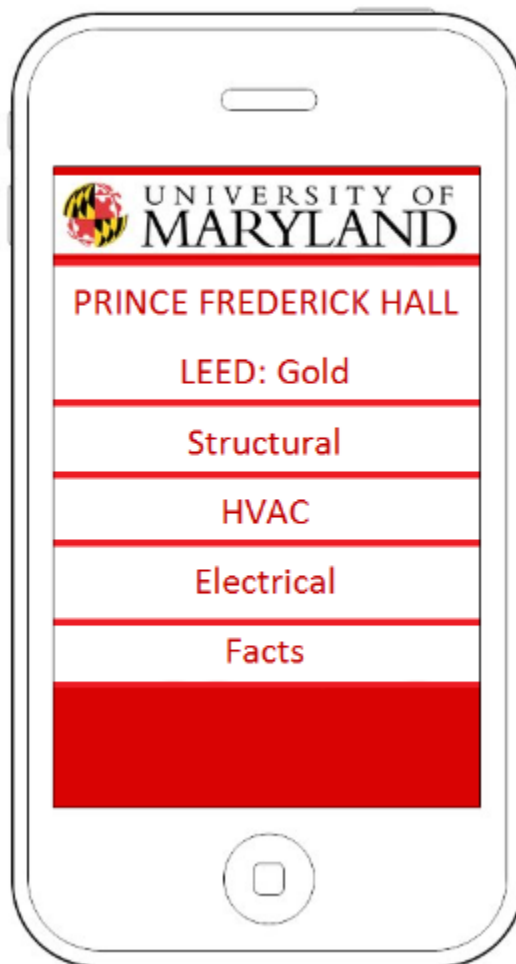 UNIVERSITY OF
MARYLAND
PRINCE FREDERICK HALL
LEED: Gold
Structural
HVAC
Electrical
Facts